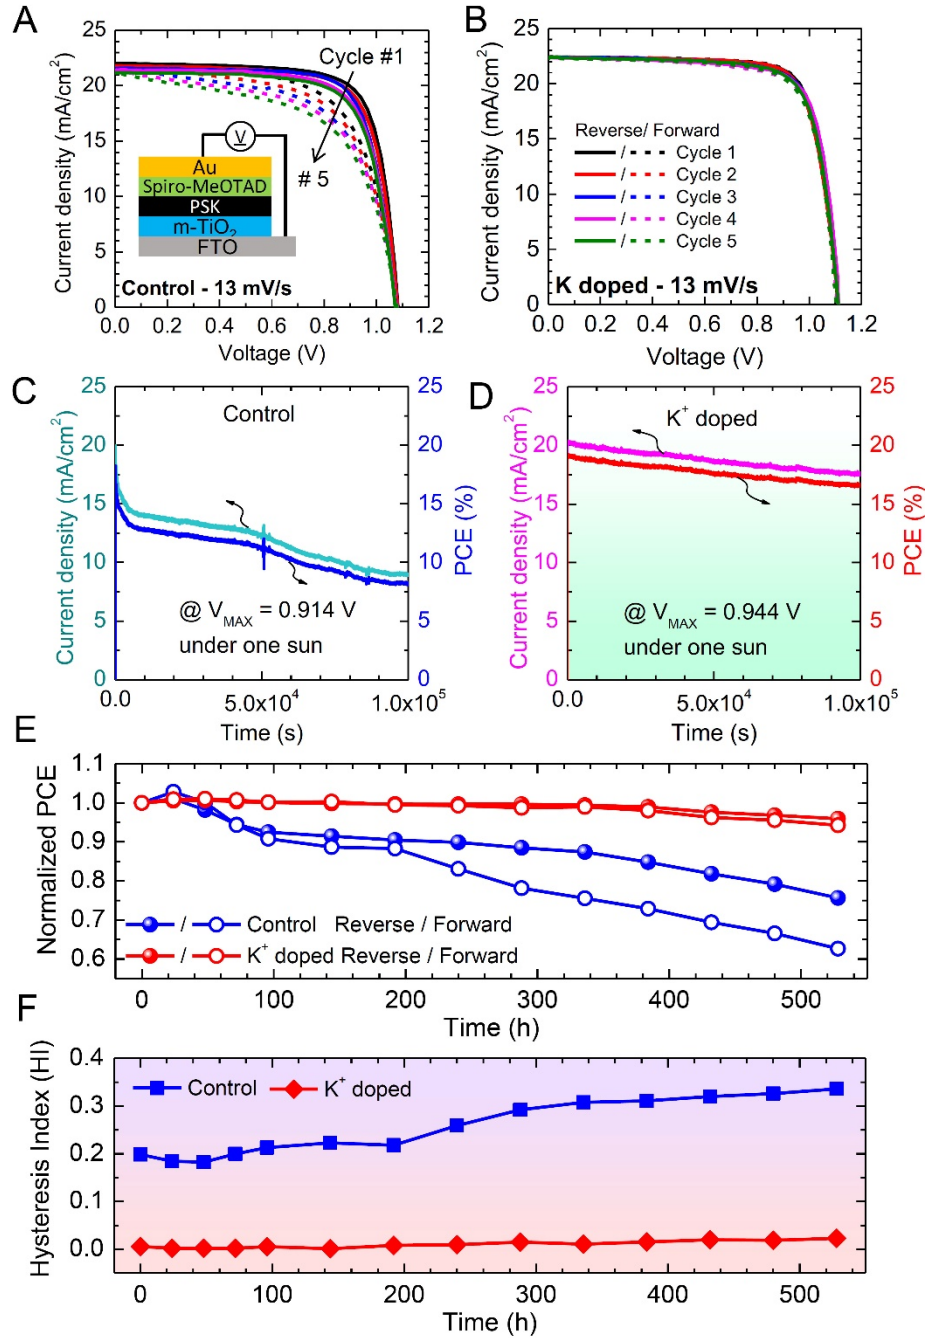 A
25
20
15
10
5
0
Current density (mA/cm²)
Cycle #1
# 5
V
Au
Spiro-MeOTAD
PSK
m-TiO₂
FTO
Control - 13 mV/s
0.0 0.2 0.4 0.6 0.8 1.0 1.2
Voltage (V)
B
25
20
15
10
5
0
Current density (mA/cm²)
Reverse/ Forward
/ Cycle 1
/ Cycle 2
/ Cycle 3
/ Cycle 4
/ Cycle 5
K doped - 13 mV/s
0.0 0.2 0.4 0.6 0.8 1.0 1.2
Voltage (V)
C
25
20
15
10
5
0
Current density (mA/cm²)
Control
@ VMAX = 0.914 V
under one sun
25
20
15
10
5
0
PCE (%)
0.0 5.0x10⁴ 1.0x10⁵
Time (s)
D
25
20
15
10
5
0
Current density (mA/cm²)
K⁺ doped
@ VMAX = 0.944 V
under one sun
25
20
15
10
5
0
PCE (%)
0.0 5.0x10⁴ 1.0x10⁵
Time (s)
E
1.1
1.0
0.9
0.8
0.7
0.6
Normalized PCE
/ Control Reverse / Forward
/ K⁺ doped Reverse / Forward
0 100 200 300 400 500
Time (h)
F
0.4
0.3
0.2
0.1
0.0
Hysteresis Index (HI)
Control K⁺ doped
0 100 200 300 400 500
Time (h)